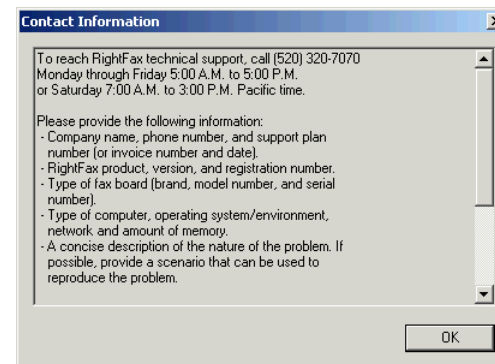 Contact Information
To reach RightFax technical support, call (520) 320-7070
Monday through Friday 5:00 A.M. to 5:00 P.M.
or Saturday 7:00 A.M. to 3:00 P.M. Pacific time.
Please provide the following information:
- Company name, phone number, and support plan
number (or invoice number and date).
- RightFax product, version, and registration number.
- Type of fax board (brand, model number, and serial
number).
- Type of computer, operating system/environment,
network and amount of memory.
- A concise description of the nature of the problem. If
possible, provide a scenario that can be used to
reproduce the problem.
OK